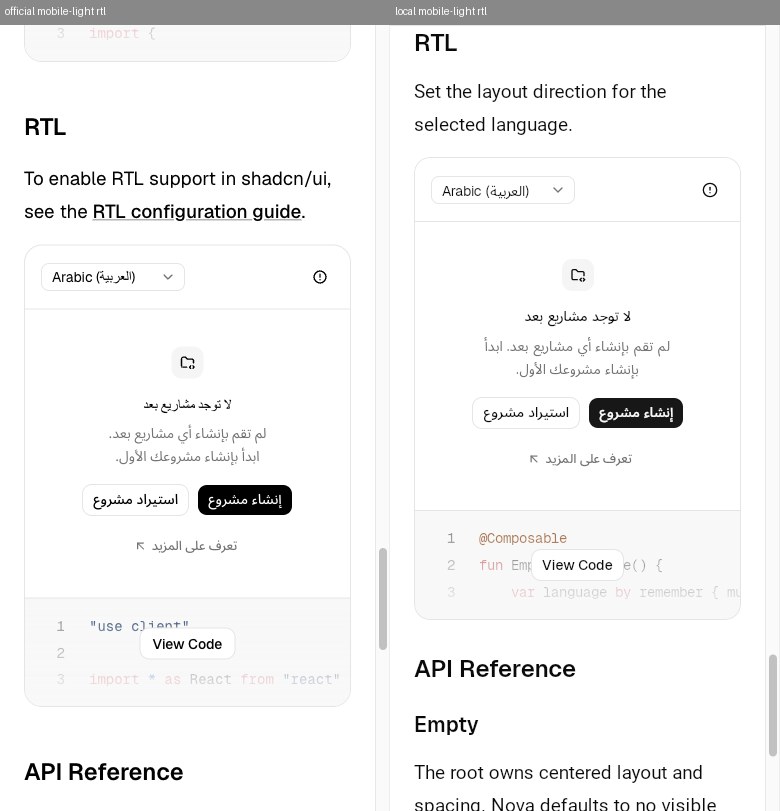 official mobile-light rtl
3 import {
RTL
To enable RTL support in shadcn/ui,
see the RTL configuration guide.
Arabic (العربية)
لا توجد مشاريع بعد
لم تقم بإنشاء أي مشاريع بعد.
ابدأ بإنشاء مشروعك الأول.
إنشاء مشروع
استيراد مشروع
تعرف على المزيد
1 "use client"
2
View Code
3 import * as React from "react"
API Reference
local mobile-light rtl
RTL
Set the layout direction for the
selected language.
Arabic (العربية)
لا توجد مشاريع بعد
لم تقم بإنشاء أي مشاريع بعد. ابدأ
بإنشاء مشروعك الأول.
إنشاء مشروع
استيراد مشروع
تعرف على المزيد
1 @Composable
2 fun Emp e() {
View Code
3 var language by remember { mu
API Reference
Empty
The root owns centered layout and
spacing. Nova defaults to no visible